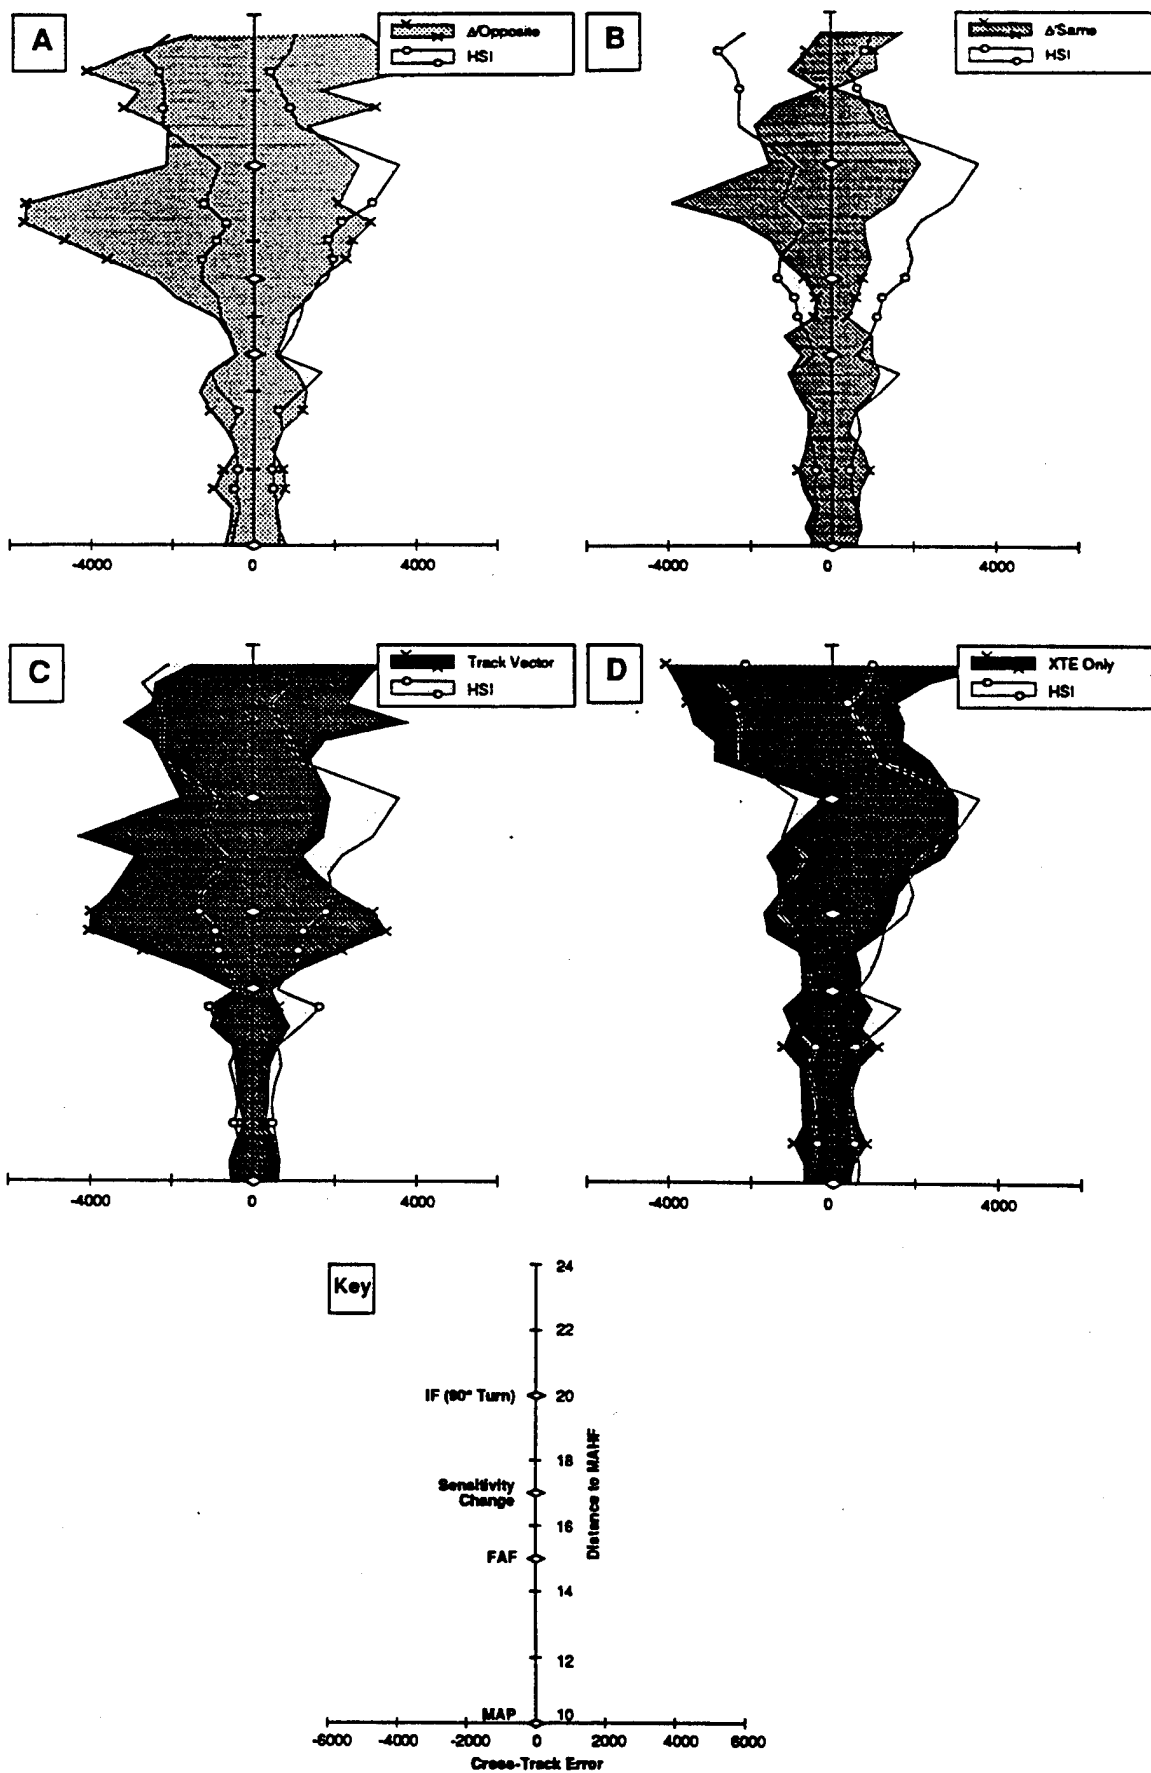 A
Δ/Opposite
HSI
-4000 0 4000
B
Δ/Same
HSI
-4000 0 4000
C
Track Vector
HSI
-4000 0 4000
D
XTE Only
HSI
-4000 0 4000
Key
24
22
IF (90° Turn) 20
18
Sensitivity
Change
16
FAF
14
12
MAP 10
Distance to MAHF
-6000 -4000 -2000 0 2000 4000 6000
Cross-Track Error